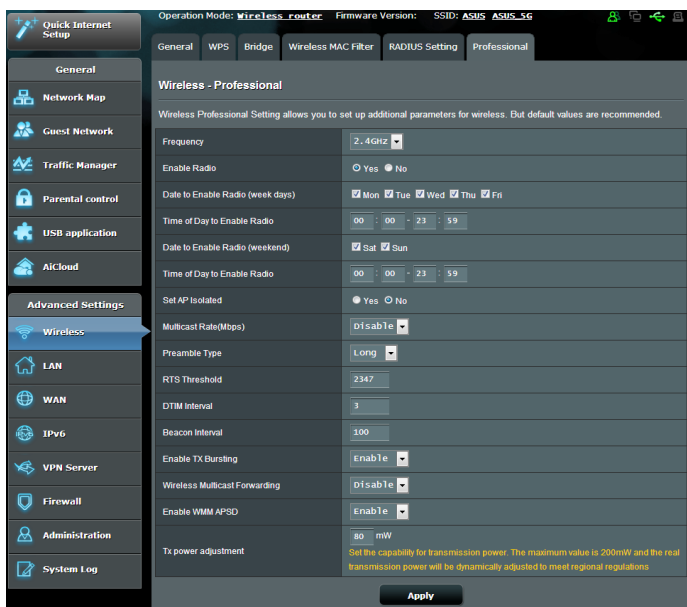 Operation Mode: Wireless router Firmware Version: SSID: ASUS ASUS_5G
Quick Internet
Setup
General WPS Bridge Wireless MAC Filter RADIUS Setting Professional
General
Network Map
Guest Network
Traffic Manager
Parental control
USB application
AiCloud
Advanced Settings
Wireless
LAN
WAN
IPv6
VPN Server
Firewall
Administration
System Log
Wireless - Professional
Wireless Professional Setting allows you to set up additional parameters for wireless. But default values are recommended.
Frequency 2.4GHz
Enable Radio Yes No
Date to Enable Radio (week days) Mon Tue Wed Thu Fri
Time of Day to Enable Radio 00 : 00 - 23 : 59
Date to Enable Radio (weekend) Sat Sun
Time of Day to Enable Radio 00 : 00 - 23 : 59
Set AP Isolated Yes No
Multicast Rate(Mbps) Disable
Preamble Type Long
RTS Threshold 2347
DTIM Interval 3
Beacon Interval 100
Enable TX Bursting Enable
Wireless Multicast Forwarding Disable
Enable WMM APSD Enable
Tx power adjustment 80 mW
Set the capability for transmission power. The maximum value is 200mW and the real
transmission power will be dynamically adjusted to meet regional regulations
Apply